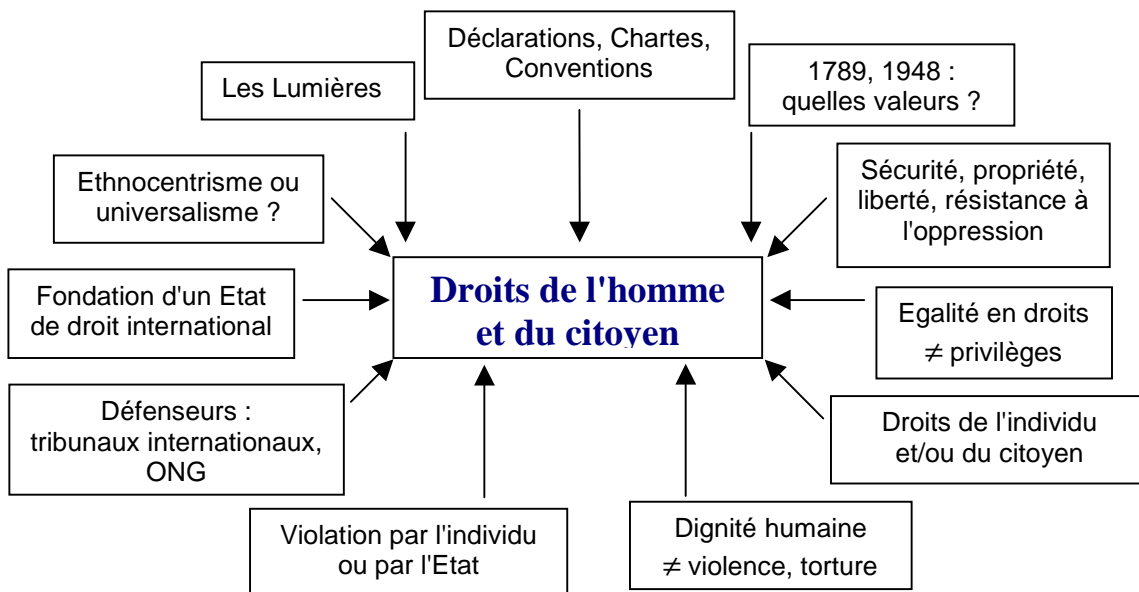 Déclarations, Chartes,
Conventions
Les Lumières
1789, 1948 :
quelles valeurs ?
Ethnocentrisme ou
universalisme ?
Sécurité, propriété,
liberté, résistance à
l'oppression
Droits de l'homme
et du citoyen
Fondation d'un Etat
de droit international
Egalité en droits
≠ privilèges
Défenseurs :
tribunaux internationaux,
ONG
Droits de l'individu
et/ou du citoyen
Violation par l'individu
ou par l'Etat
Dignité humaine
≠ violence, torture